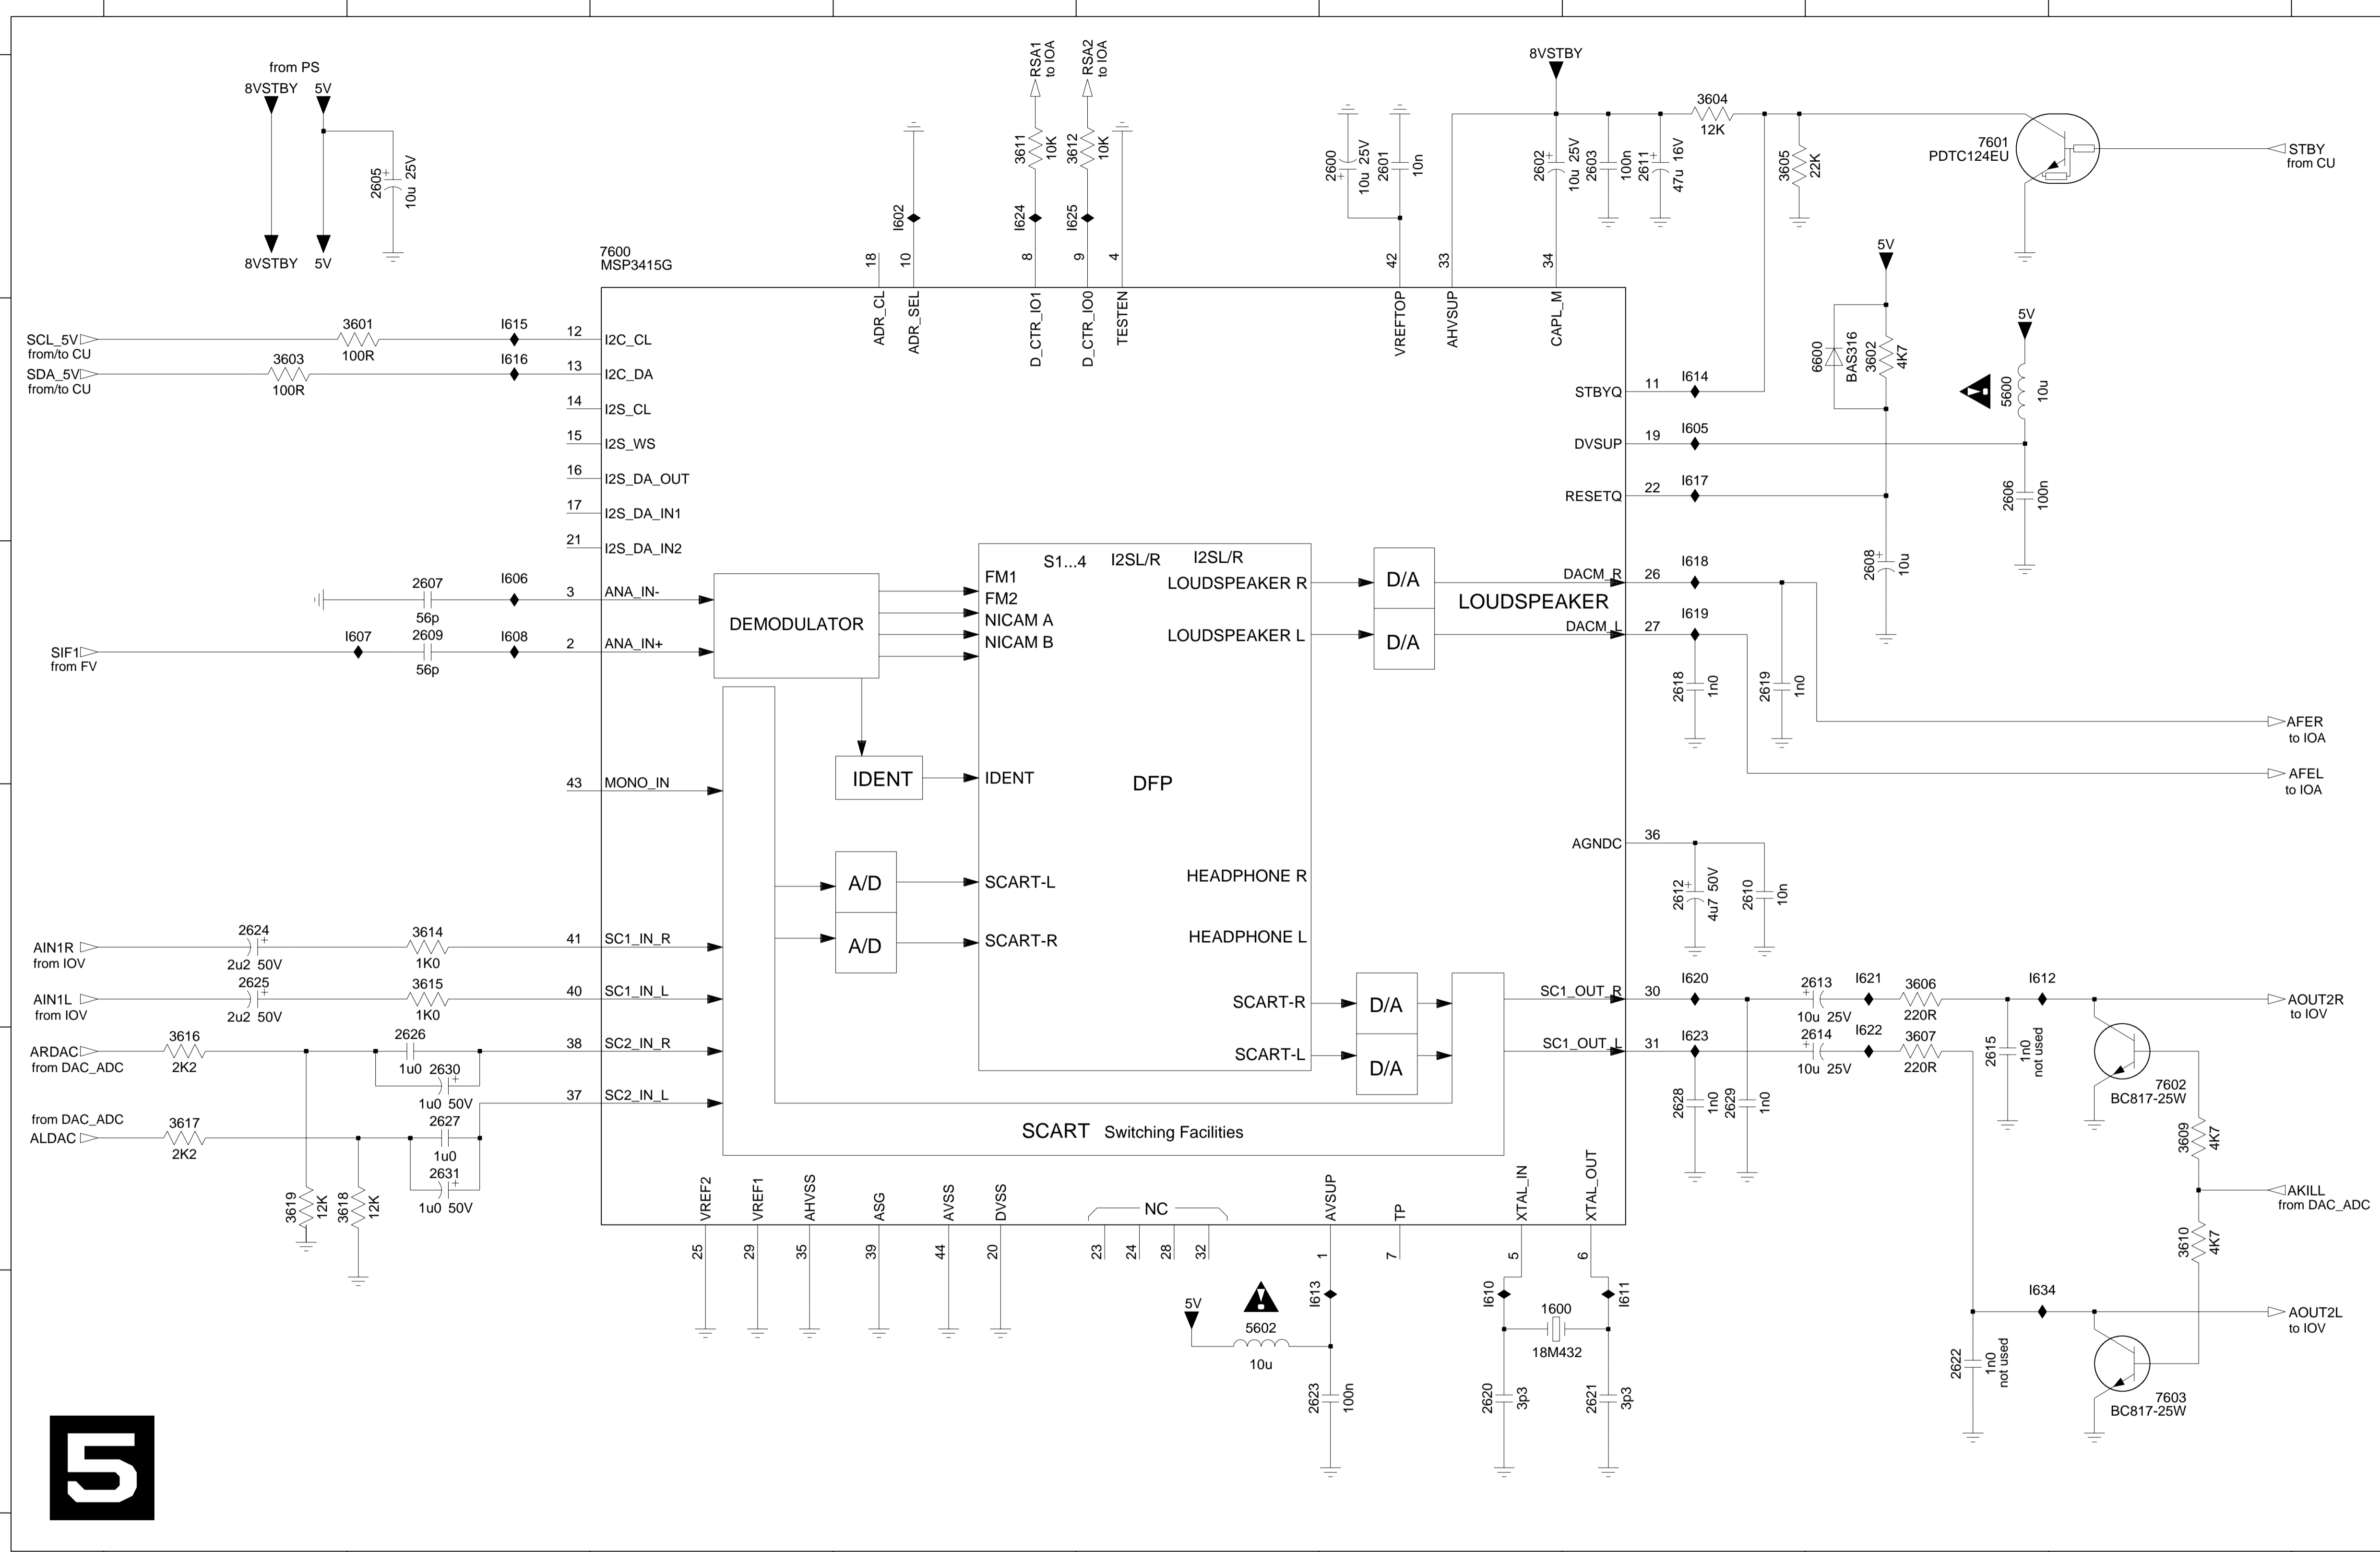 from PS
8VSTBY
5V
2605
+
10u 25V
8VSTBY
5V
RSA1
to IOA
RSA2
to IOA
3611
10K
3612
10K
I602
I624
I625
2600
+
10u 25V
2601
10n
8VSTBY
2602
+
10u 25V
2603
100n
2611
+
47u 16V
3604
12K
3605
22K
7601
PDTC124EU
STBY
from CU
7600
MSP3415G
18
10
8
9
4
42
33
34
ADR_CL
ADR_SEL
D_CTR_IO1
D_CTR_IO0
TESTEN
VREFTOP
AHVSUP
CAPL_M
SCL_5V
from/to CU
3601
100R
I615
12
I2C_CL
SDA_5V
from/to CU
3603
100R
I616
13
I2C_DA
14
I2S_CL
15
I2S_WS
16
I2S_DA_OUT
17
I2S_DA_IN1
21
I2S_DA_IN2
STBYQ
11
I614
DVSUP
19
I605
RESETQ
22
I617
5V
6600
BAS316
3602
4K7
5V
5600
10u
2606
100n
2608
+
10u
2607
56p
I606
3
ANA_IN-
SIF1
from FV
I607
2609
56p
I608
2
ANA_IN+
DEMODULATOR
S1...4
I2SL/R
I2SL/R
FM1
FM2
NICAM A
NICAM B
LOUDSPEAKER R
LOUDSPEAKER L
D/A
D/A
LOUDSPEAKER
DACM_R
26
I618
DACM_L
27
I619
2618
1n0
2619
1n0
AFER
to IOA
AFEL
to IOA
43
MONO_IN
IDENT
IDENT
DFP
AGNDC
36
2612
+
4u7 50V
2610
10n
A/D
A/D
SCART-L
SCART-R
HEADPHONE R
HEADPHONE L
AIN1R
from IOV
2624
+
2u2 50V
3614
1K0
41
SC1_IN_R
AIN1L
from IOV
2625
+
2u2 50V
3615
1K0
40
SC1_IN_L
ARDAC
from DAC_ADC
3616
2K2
2626
1u0
2630
+
1u0 50V
38
SC2_IN_R
from DAC_ADC
ALDAC
3617
2K2
2627
1u0
2631
+
1u0 50V
37
SC2_IN_L
3619
12K
3618
12K
SCART-R
SCART-L
D/A
D/A
SCART Switching Facilities
SC1_OUT_R
30
I620
2613
+
10u 25V
I621
3606
220R
I612
AOUT2R
to IOV
SC1_OUT_L
31
I623
2614
+
10u 25V
I622
3607
220R
2628
1n0
2629
1n0
2615
1n0
not used
7602
BC817-25W
3609
4K7
AKILL
from DAC_ADC
3610
4K7
I634
AOUT2L
to IOV
2622
1n0
not used
7603
BC817-25W
VREF2
VREF1
AHVSS
ASG
AVSS
DVSS
NC
AVSUP
TP
XTAL_IN
XTAL_OUT
25
29
35
39
44
20
23
24
28
32
1
7
5
6
5V
5602
10u
I613
2623
100n
I610
1600
18M432
I611
2620
3p3
2621
3p3
5